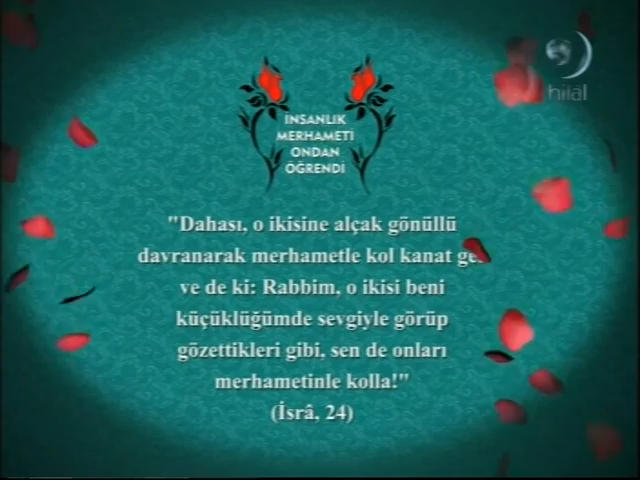 hilal
İNSANLIK
MERHAMETİ
ONDAN
ÖĞRENDİ
"Dahası, o ikisine alçak gönüllü
davranarak merhametle kol kanat
ve de ki: Rabbim, o ikisi beni
küçüklüğümde sevgiyle görüp
gözettikleri gibi, sen de onları
merhametinle kolla!"
(İsrâ, 24)